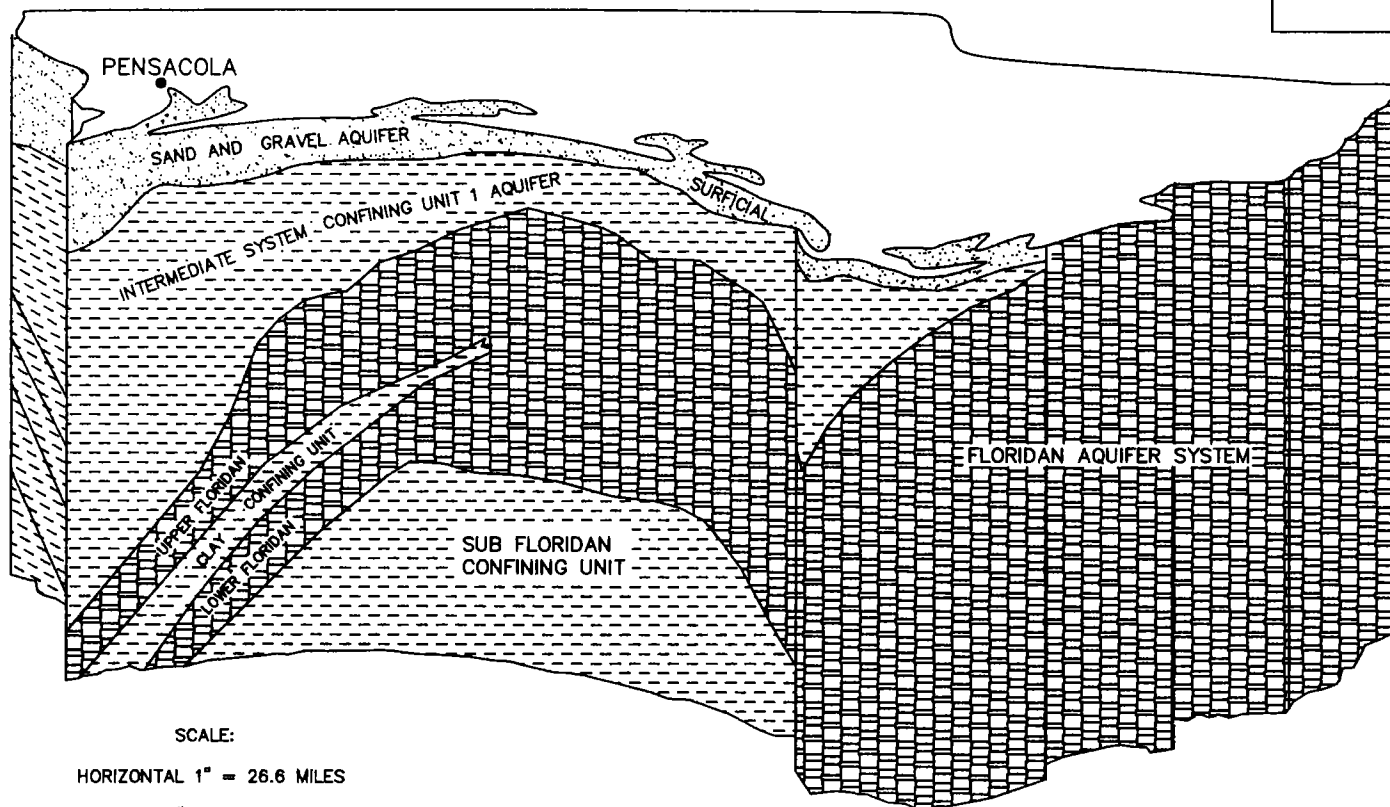 PENSACOLA
SAND AND GRAVEL AQUIFER
SURFICIAL
INTERMEDIATE SYSTEM CONFINING UNIT 1 AQUIFER
UPPER FLORIDAN
CLAY CONFINING UNIT
LOWER FLORIDAN
FLORIDAN AQUIFER SYSTEM
SUB FLORIDAN
CONFINING UNIT
SCALE:
HORIZONTAL 1" = 26.6 MILES